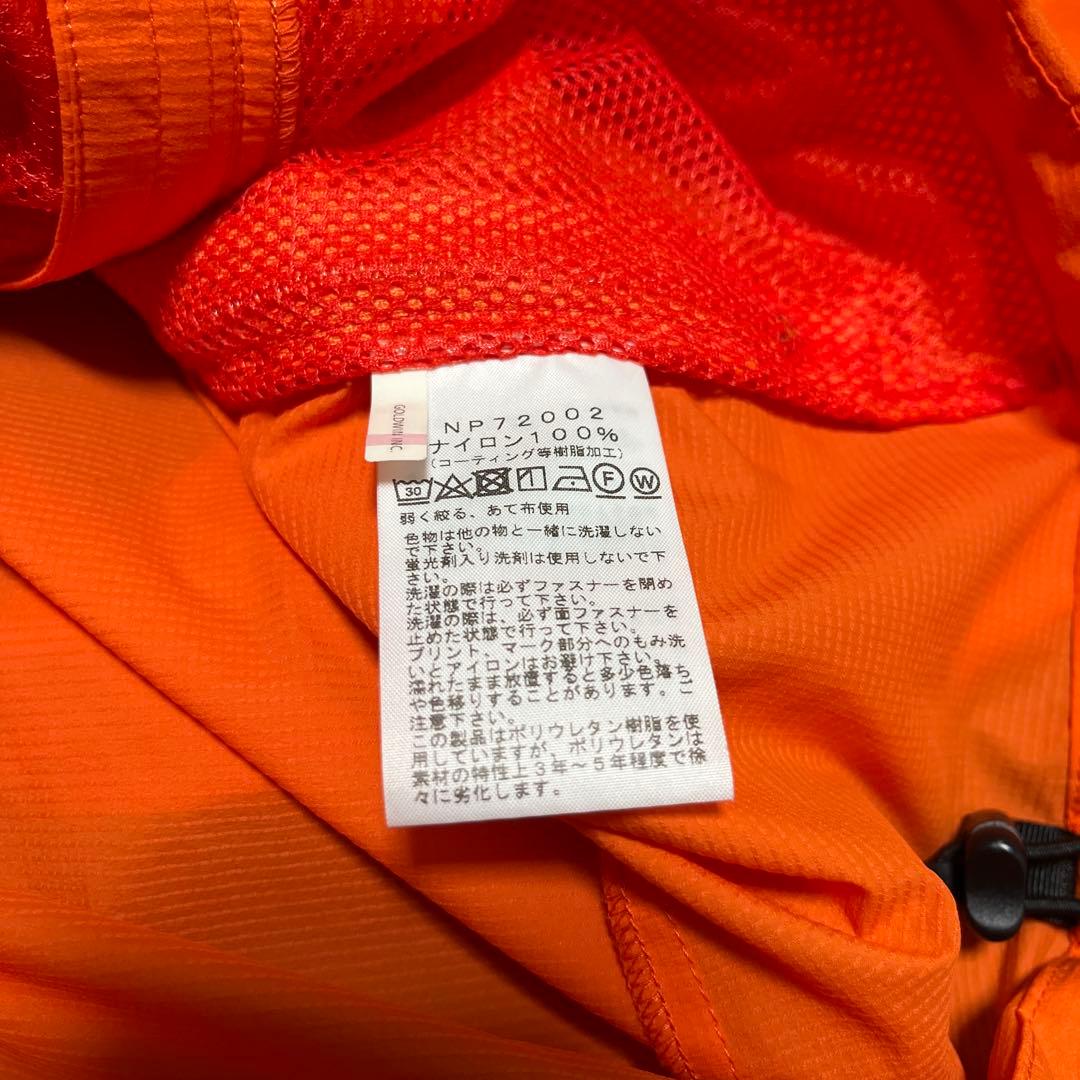 GOLDWIN INC.
NP72002
ナイロン100%
(コーティング等樹脂加工)
30 F W
弱く絞る、あて布使用
色物は他の物と一緒に洗濯しない
で下さい。
蛍光剤入り洗剤は使用しないで下
さい。
洗濯の際は必ずファスナーを閉め
た状態で行って下さい。
洗濯の際は、必ず面ファスナーを
止めた状態で行って下さい。
プリント、マーク部分へのもみ洗
いとアイロンはお避け下さい。
濡れたまま放置すると多少色落ち
や色移りすることがあります。ご
注意下さい。
この製品はポリウレタン樹脂を使
用していますが、ポリウレタンは
素材の特性上3年～5年程度で徐
々に劣化します。